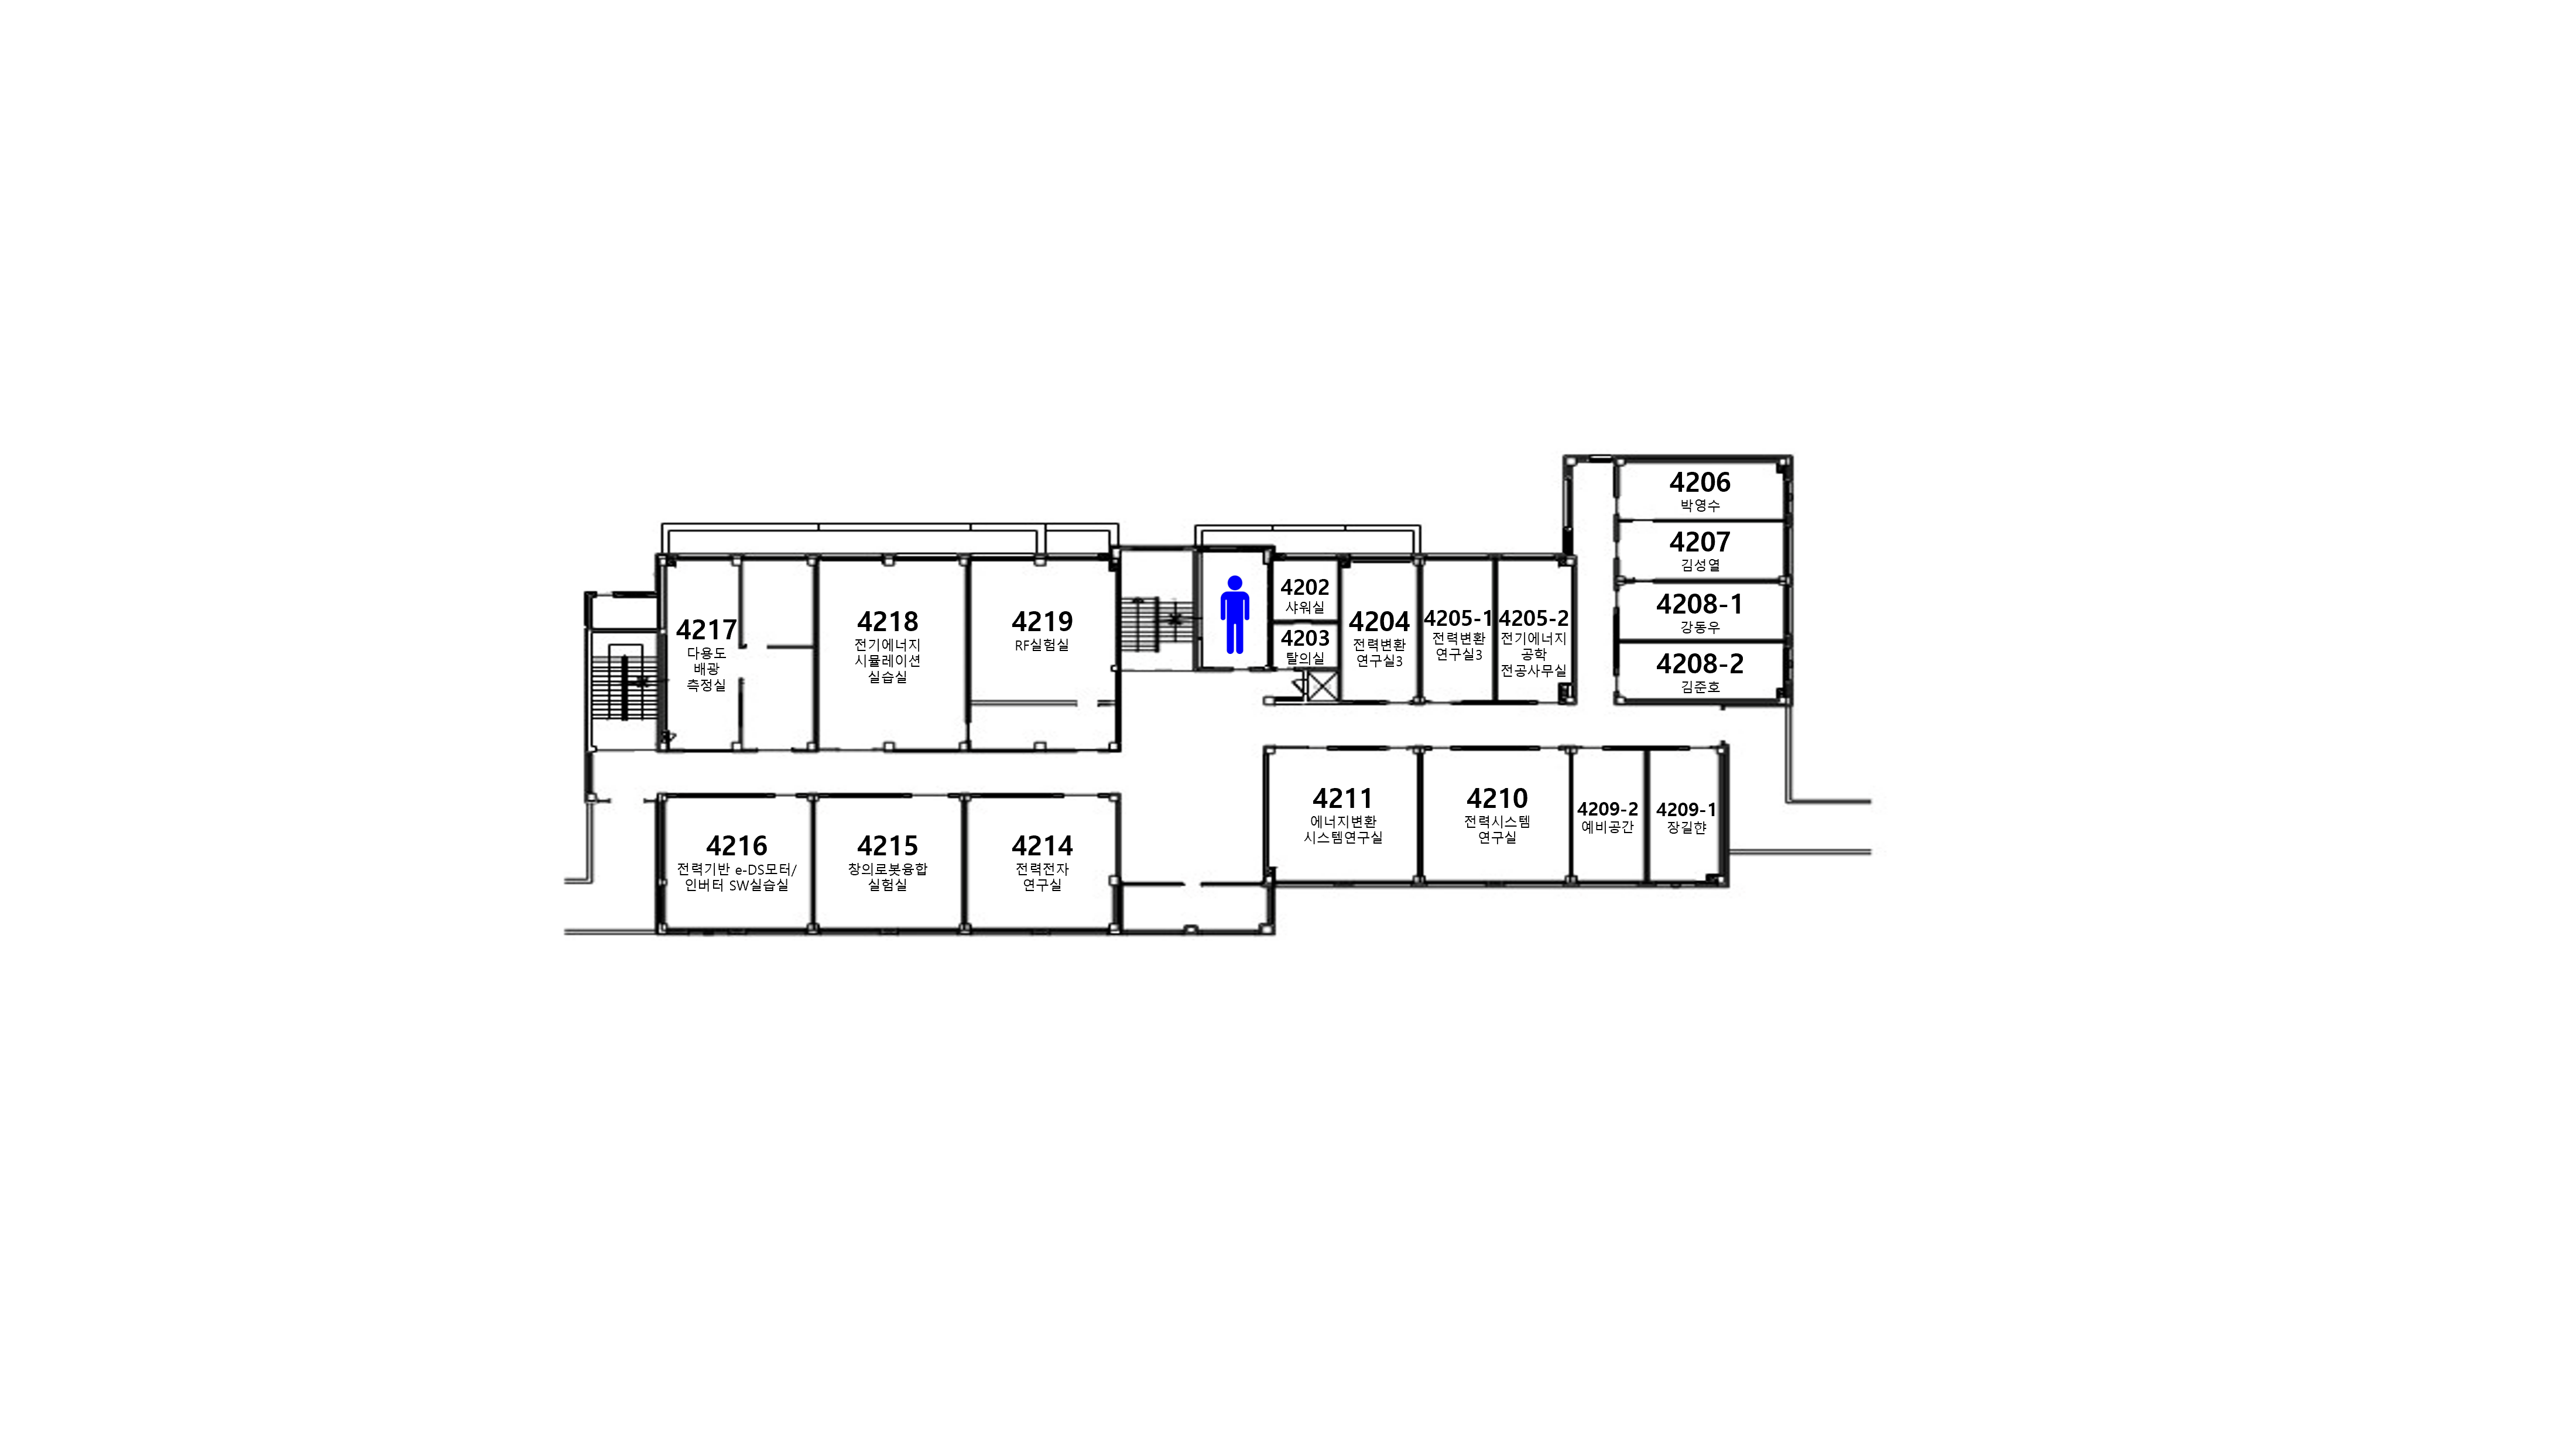 4206
박영수
4207
김성열
4208-1
강동우
4208-2
김준호
4217
다용도
배광
측정실
4218
전기에너지
시뮬레이션
실습실
4219
RF실험실
4202
샤워실
4203
탈의실
4204
전력변환
연구실3
4205-1
전력변환
연구실3
4205-2
전기에너지
공학
전공사무실
4216
전력기반 e-DS모터/
인버터 SW실습실
4215
창의로봇융합
실험실
4214
전력전자
연구실
4211
에너지변환
시스템연구실
4210
전력시스템
연구실
4209-2
예비공간
4209-1
장길한